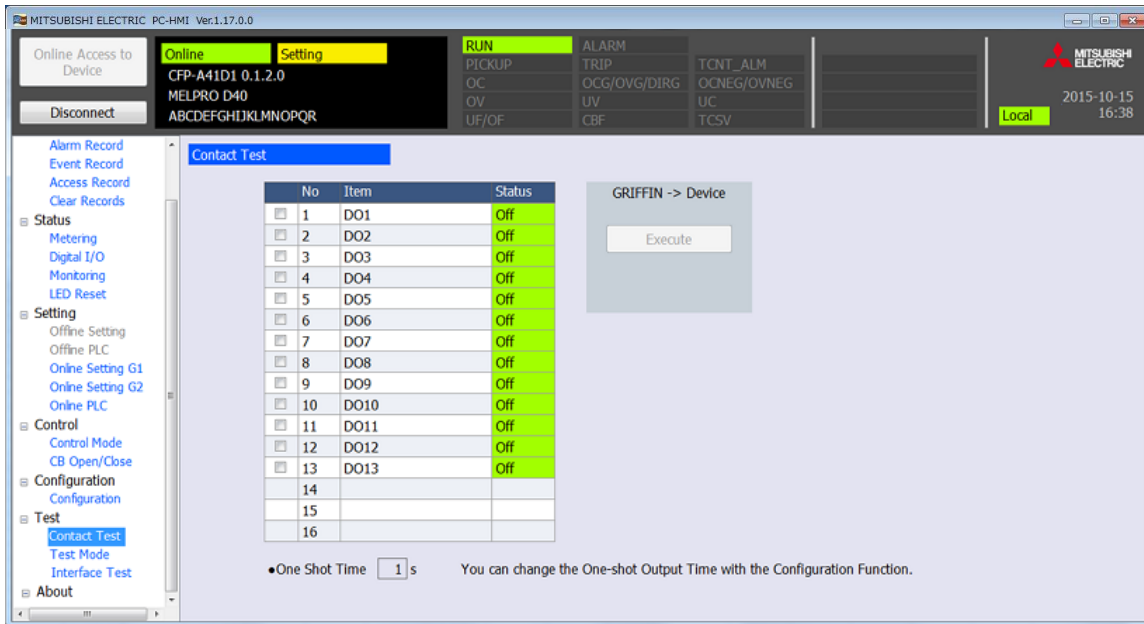 MITSUBISHI ELECTRIC PC-HMI Ver.1.17.0.0
Online Access to
Device
Disconnect
Online Setting
CFP-A41D1 0.1.2.0
MELPRO D40
ABCDEFGHIJKLMNOPQR
RUN ALARM
PICKUP TRIP TCNT_ALM
OC OCG/OVG/DIRG OCNEG/OVNEG
OV UV UC
UF/OF CBF TCSV
MITSUBISHI
ELECTRIC
2015-10-15
Local 16:38
Alarm Record
Event Record
Access Record
Clear Records
Status
Metering
Digital I/O
Monitoring
LED Reset
Setting
Offline Setting
Offline PLC
Online Setting G1
Online Setting G2
Online PLC
Control
Control Mode
CB Open/Close
Configuration
Configuration
Test
Contact Test
Test Mode
Interface Test
About
Contact Test
No Item Status
1 DO1 Off
2 DO2 Off
3 DO3 Off
4 DO4 Off
5 DO5 Off
6 DO6 Off
7 DO7 Off
8 DO8 Off
9 DO9 Off
10 DO10 Off
11 DO11 Off
12 DO12 Off
13 DO13 Off
14
15
16
GRIFFIN -> Device
Execute
●One Shot Time 1 s You can change the One-shot Output Time with the Configuration Function.